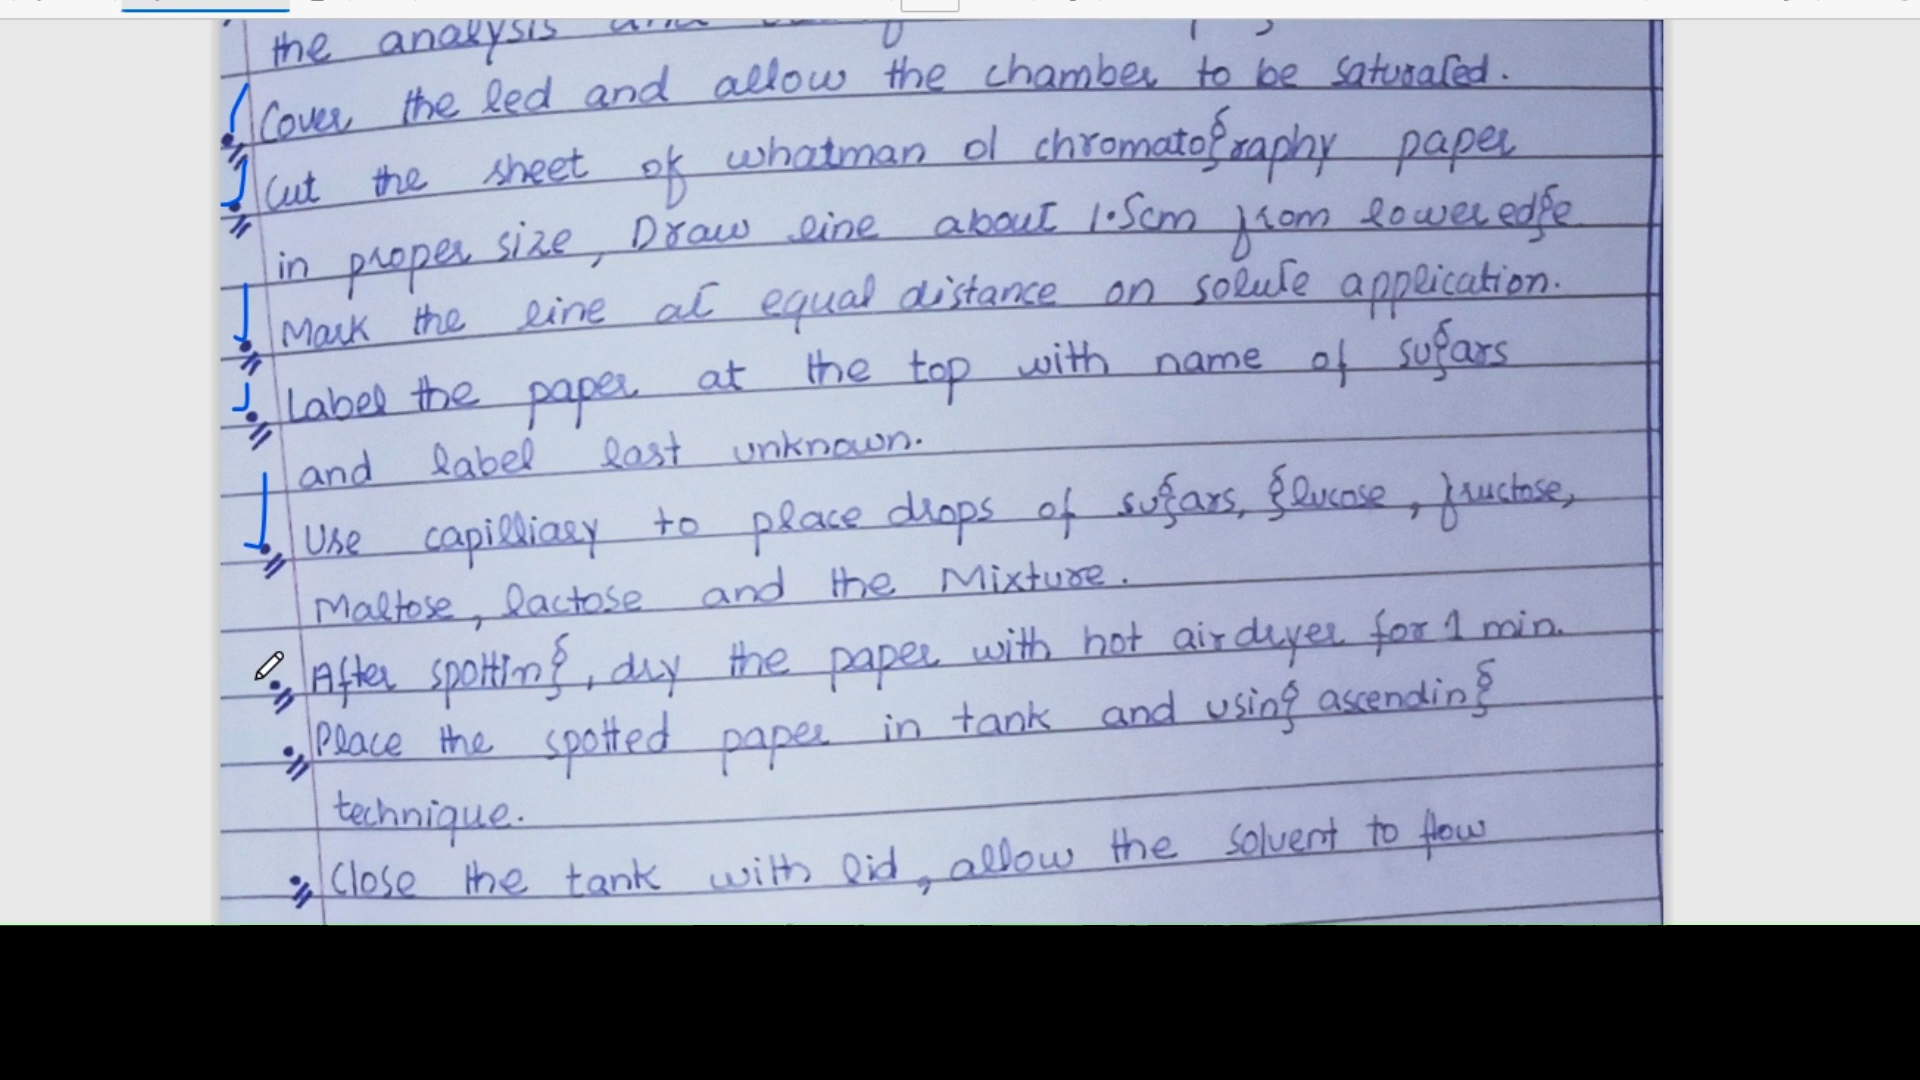 the analysis and
Cover the led and allow the chamber to be saturated.
Cut the sheet of whatman 01 chromatography paper
in proper size, Draw line about 1.5cm from lower edge
Mark the line at equal distance on solute application.
Label the paper at the top with name of sugars
and label last unknown.
Use capilliary to place drops of sugars, glucose, fructose,
Maltose, lactose and the Mixture.
After spotting, dry the paper with hot air dryer for 1 min.
Place the spotted paper in tank and using ascending
technique.
Close the tank with lid, allow the solvent to flow